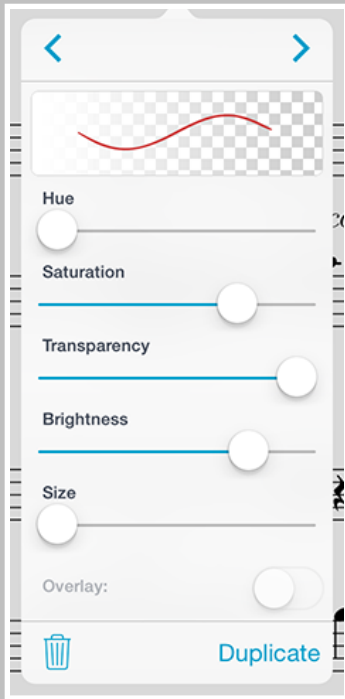 Hue
Saturation
Transparency
Brightness
Size
Overlay:
Duplicate